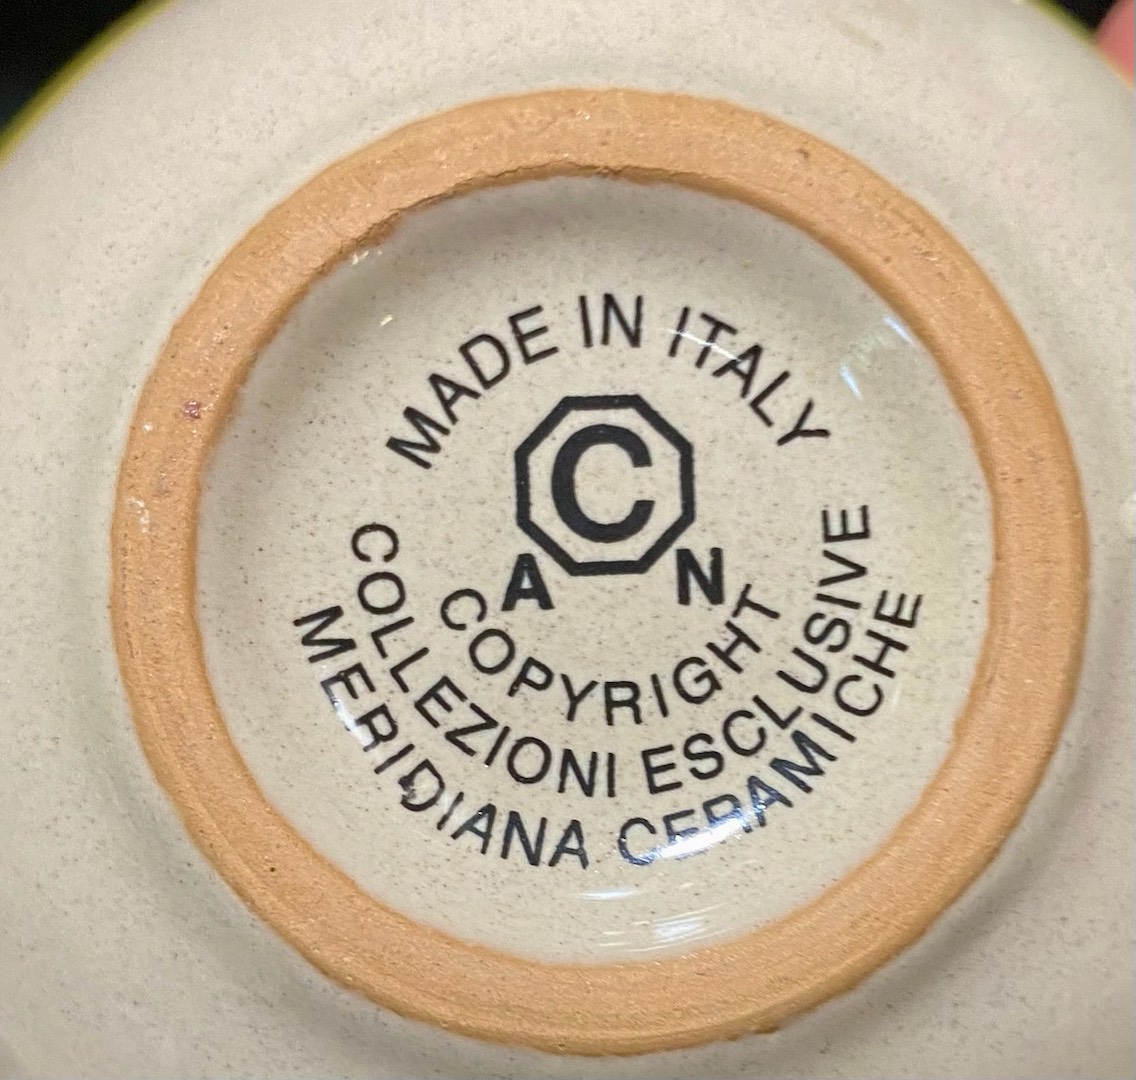 MADE IN ITALY
C
A N
COPYRIGHT
COLLEZIONI ESCLUSIVE
MERIDIANA CERAMICHE